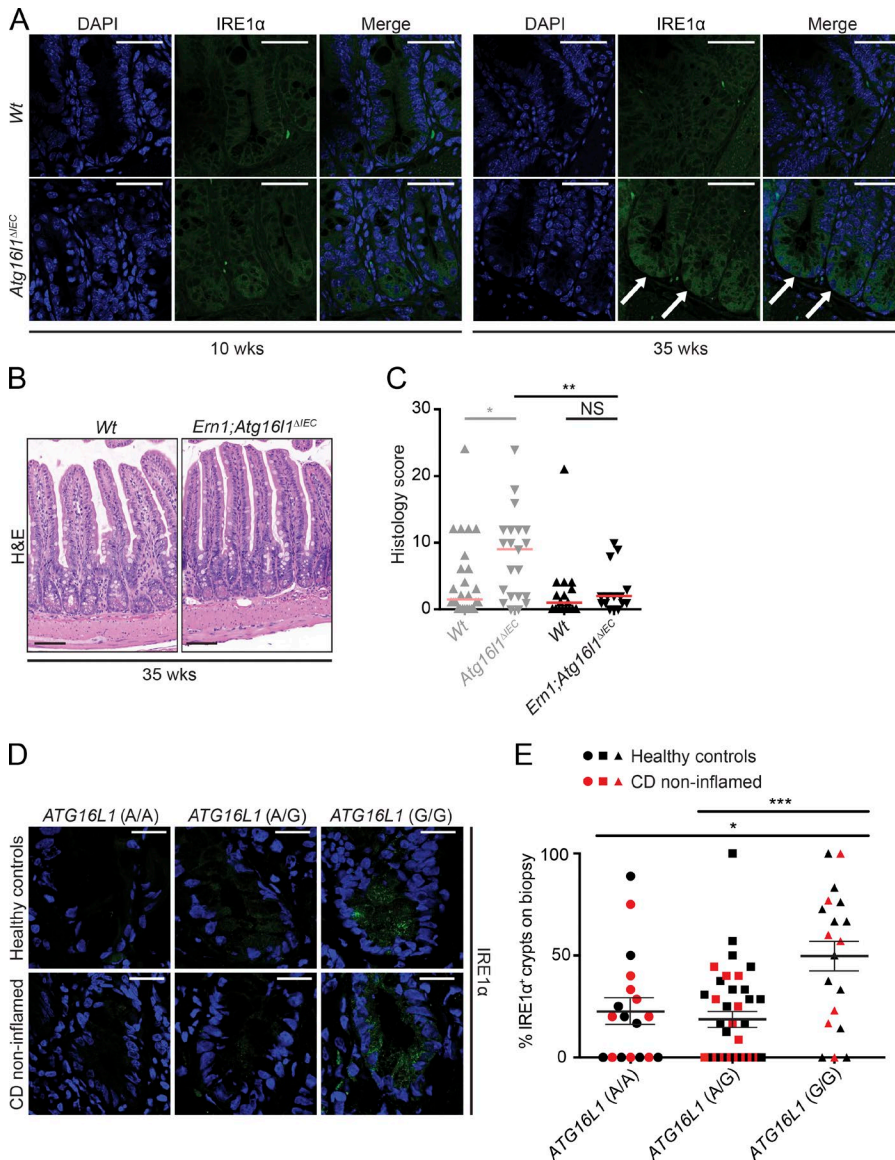 A
DAPI IRE1α Merge DAPI IRE1α Merge
Wt
Atg16l1ΔIEC
10 wks 35 wks
B
Wt Ern1;Atg16l1ΔIEC
H&E
35 wks
C
** 
* NS
Histology score
30
20
10
0
Wt Atg16l1ΔIEC Wt Ern1;Atg16l1ΔIEC
D
ATG16L1 (A/A) ATG16L1 (A/G) ATG16L1 (G/G)
Healthy controls
CD non-inflamed
IRE1α
E
Healthy controls
CD non-inflamed
***
*
% IRE1α+ crypts on biopsy
100
50
0
ATG16L1 (A/A) ATG16L1 (A/G) ATG16L1 (G/G)